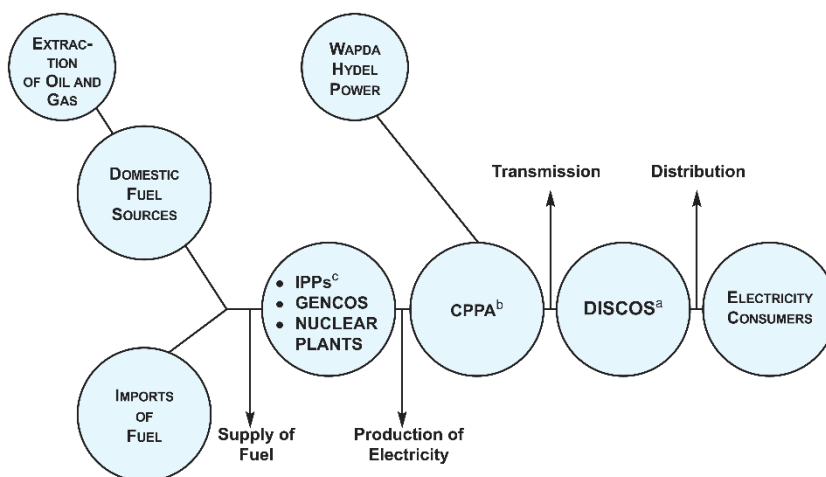 EXTRAC-
TION
OF OIL AND
GAS
WAPDA
HYDEL
POWER
DOMESTIC
FUEL
SOURCES
Transmission
Distribution
• IPPsᶜ
• GENCOS
• NUCLEAR
PLANTS
CPPAᵇ
DISCOSᵃ
ELECTRICITY
CONSUMERS
IMPORTS
OF
FUEL
Supply of
Fuel
Production of
Electricity